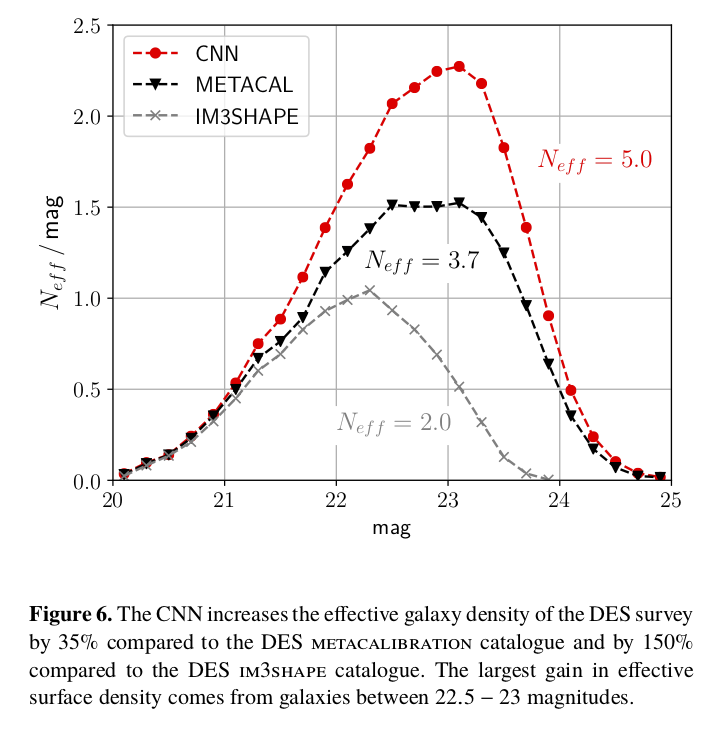 2.5
CNN
METACAL
IM3SHAPE
2.0
N_eff = 5.0
1.5
N_eff / mag
N_eff = 3.7
1.0
0.5
N_eff = 2.0
0.0
20 21 22 23 24 25
mag
Figure 6. The CNN increases the effective galaxy density of the DES survey
by 35% compared to the DES METACALIBRATION catalogue and by 150%
compared to the DES IM3SHAPE catalogue. The largest gain in effective
surface density comes from galaxies between 22.5 – 23 magnitudes.